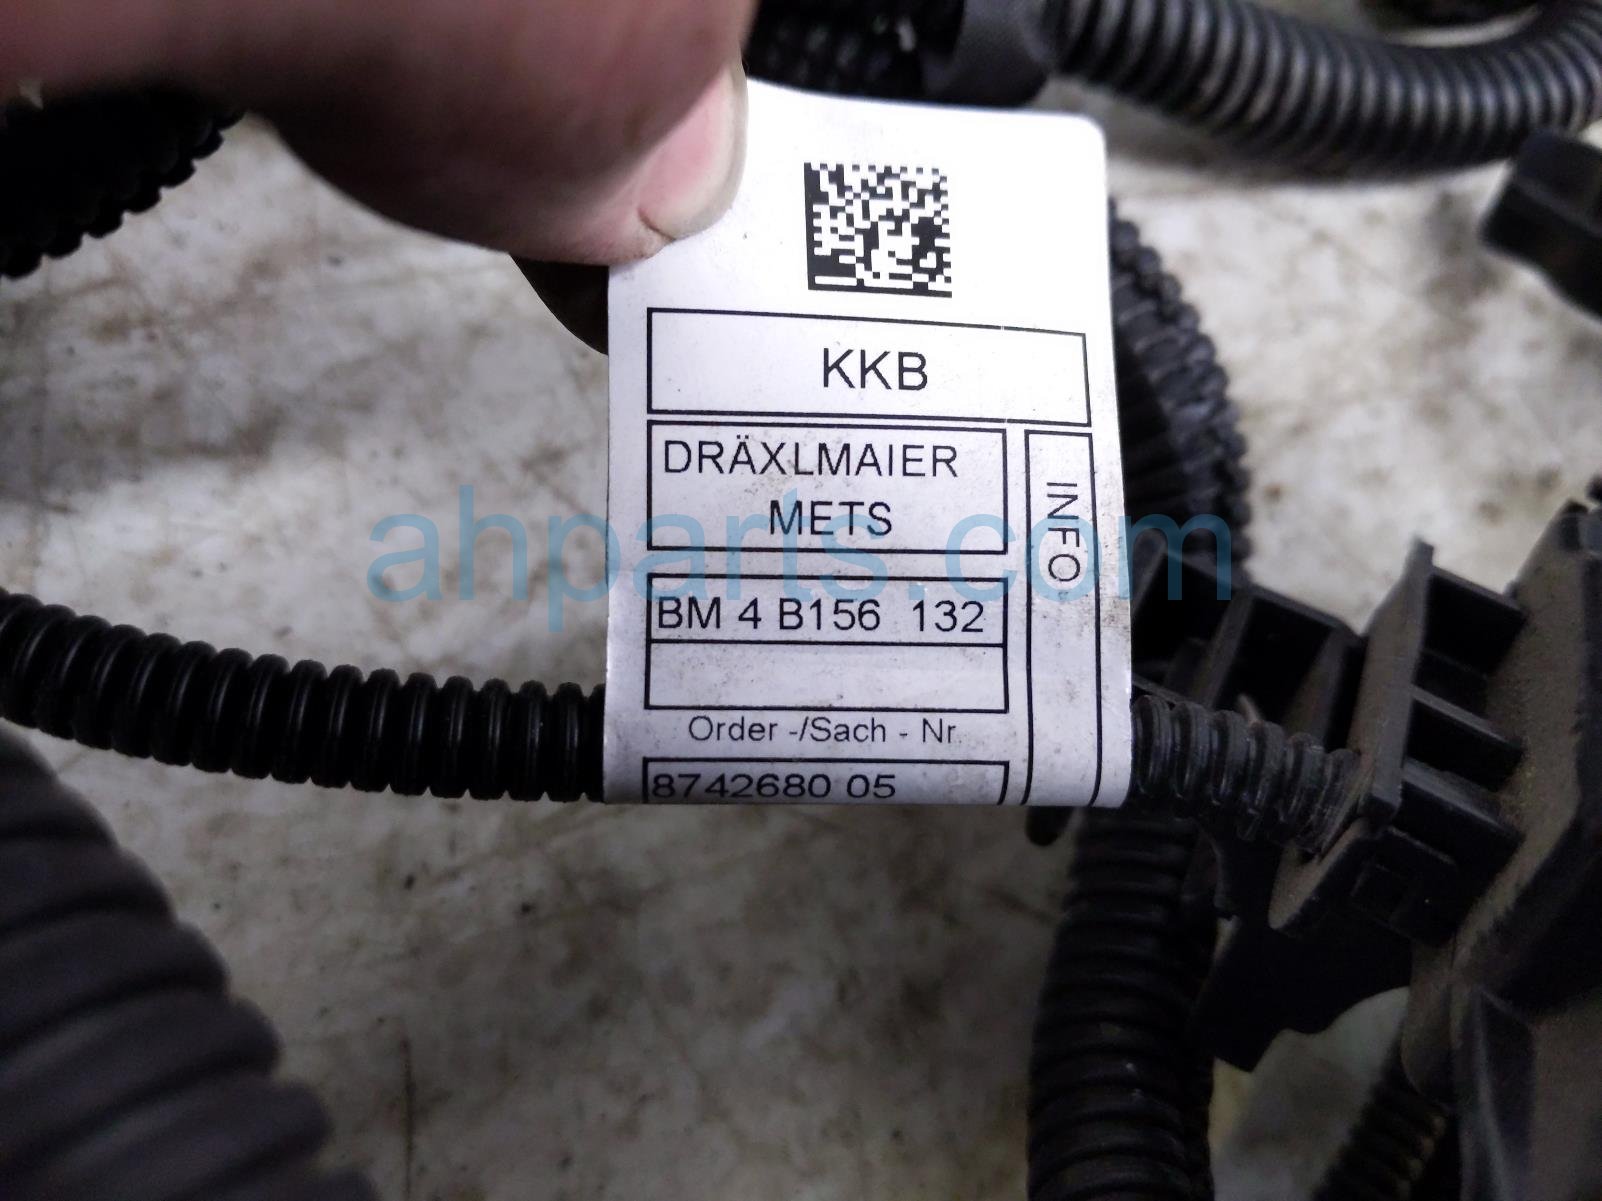 KKB
DRÄXLMAIER
METS
INFO
BM 4 B156 132
Order -/Sach - Nr.
8742680 05
ahparts.com